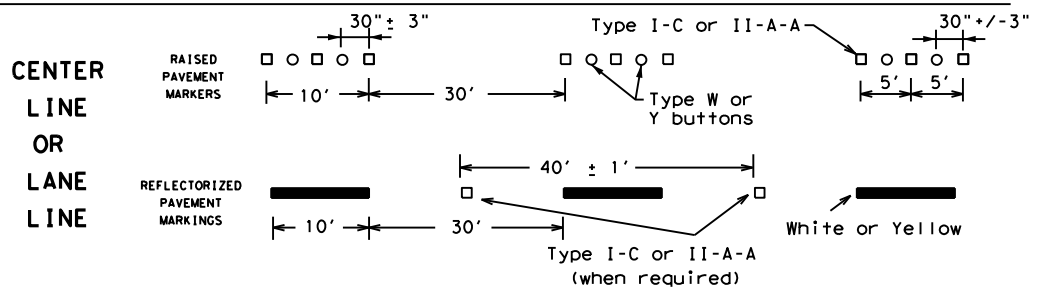 CENTER
LINE
OR
LANE
LINE
RAISED
PAVEMENT
MARKERS
30" ± 3"
10'
30'
Type I-C or II-A-A
Type W or
Y buttons
30"+/-3"
5'
5'
REFLECTORIZED
PAVEMENT
MARKINGS
40' ± 1'
10'
30'
Type I-C or II-A-A
(when required)
White or Yellow